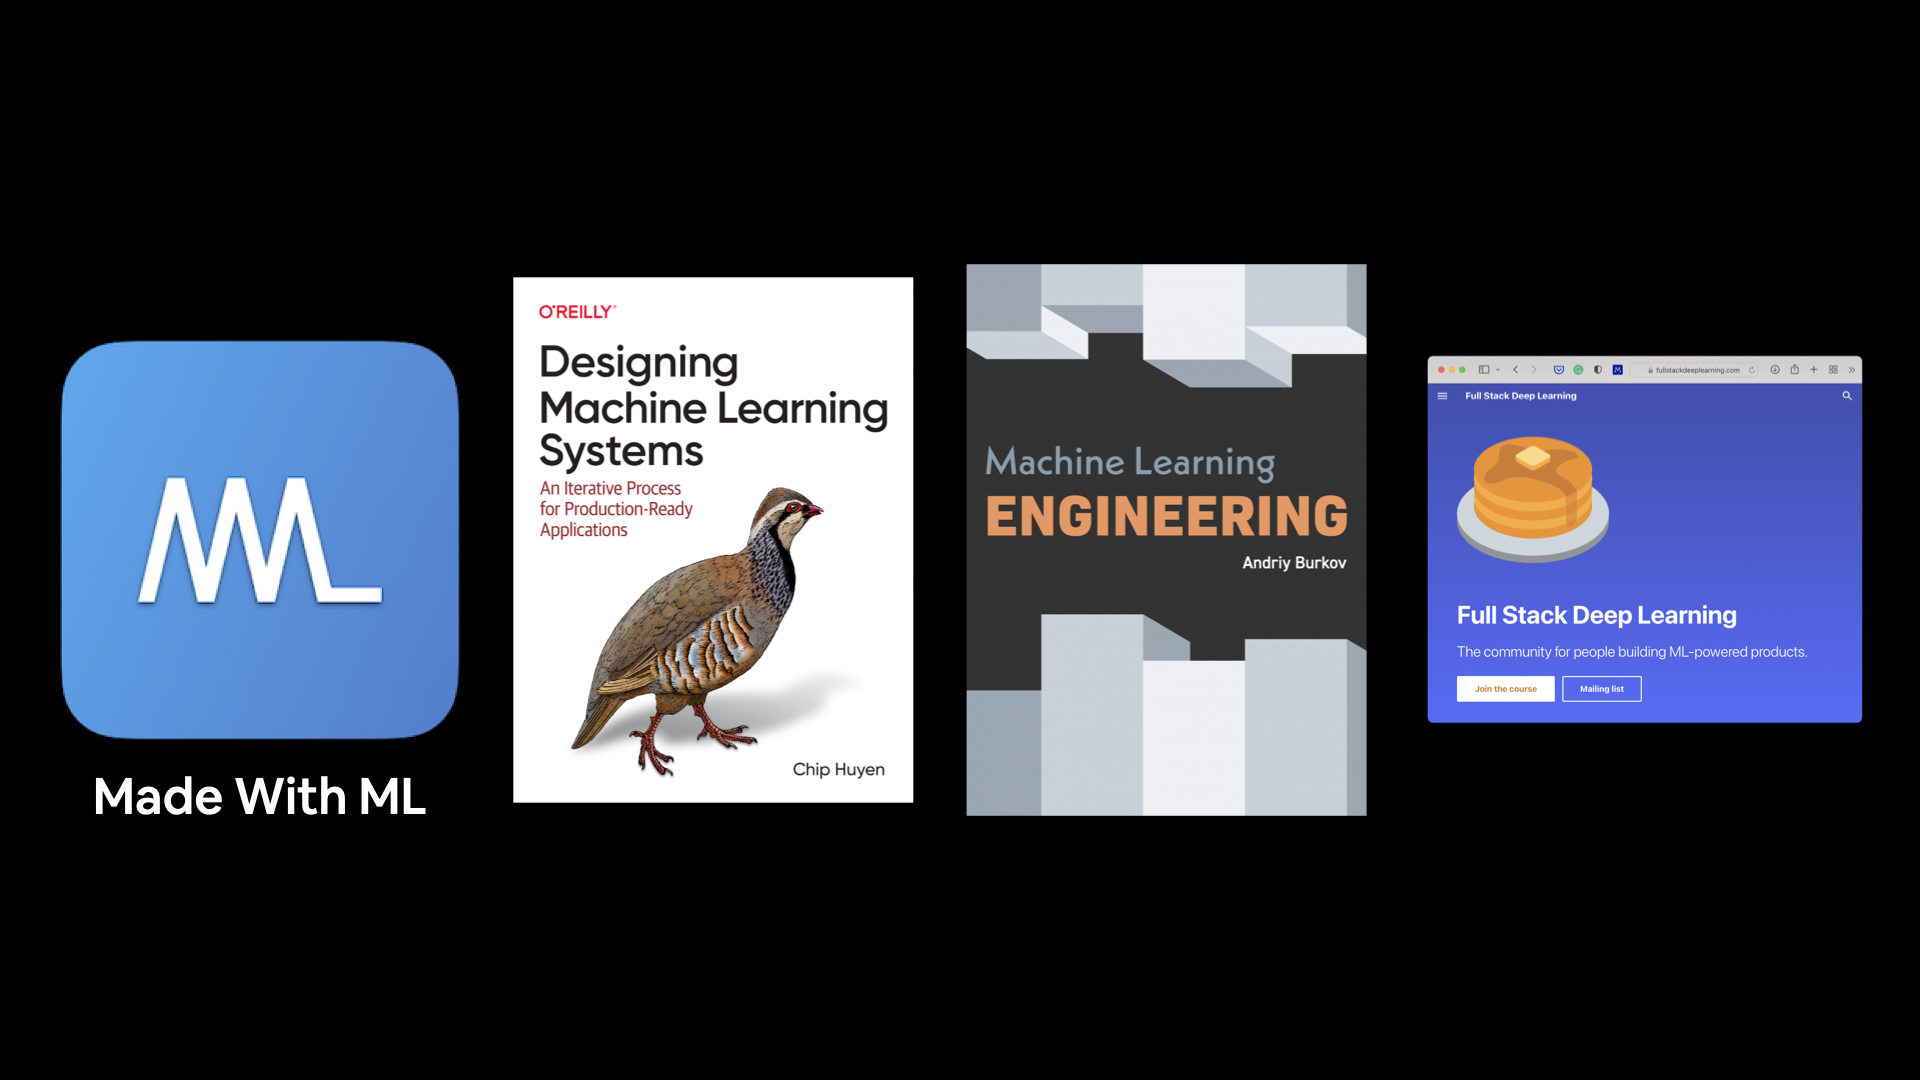 ML
Made With ML
O'REILLY®
Designing
Machine Learning
Systems
An Iterative Process
for Production-Ready
Applications
Chip Huyen
Machine Learning
ENGINEERING
Andriy Burkov
fullstackdeeplearning.com
Full Stack Deep Learning
Full Stack Deep Learning
The community for people building ML-powered products.
Join the course
Mailing list